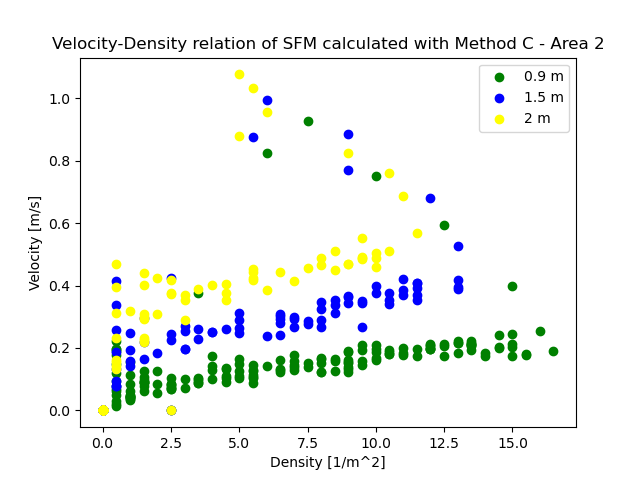 Velocity-Density relation of SFM calculated with Method C - Area 2
0.9 m
1.5 m
2 m
Velocity [m/s]
1.0
0.8
0.6
0.4
0.2
0.0
0.0 2.5 5.0 7.5 10.0 12.5 15.0
Density [1/m^2]